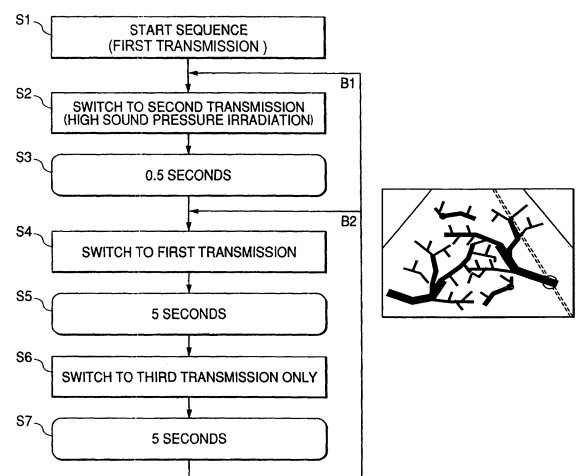 S1
START SEQUENCE
(FIRST TRANSMISSION )
B1
S2
SWITCH TO SECOND TRANSMISSION
(HIGH SOUND PRESSURE IRRADIATION)
S3
0.5 SECONDS
B2
S4
SWITCH TO FIRST TRANSMISSION
S5
5 SECONDS
S6
SWITCH TO THIRD TRANSMISSION ONLY
S7
5 SECONDS